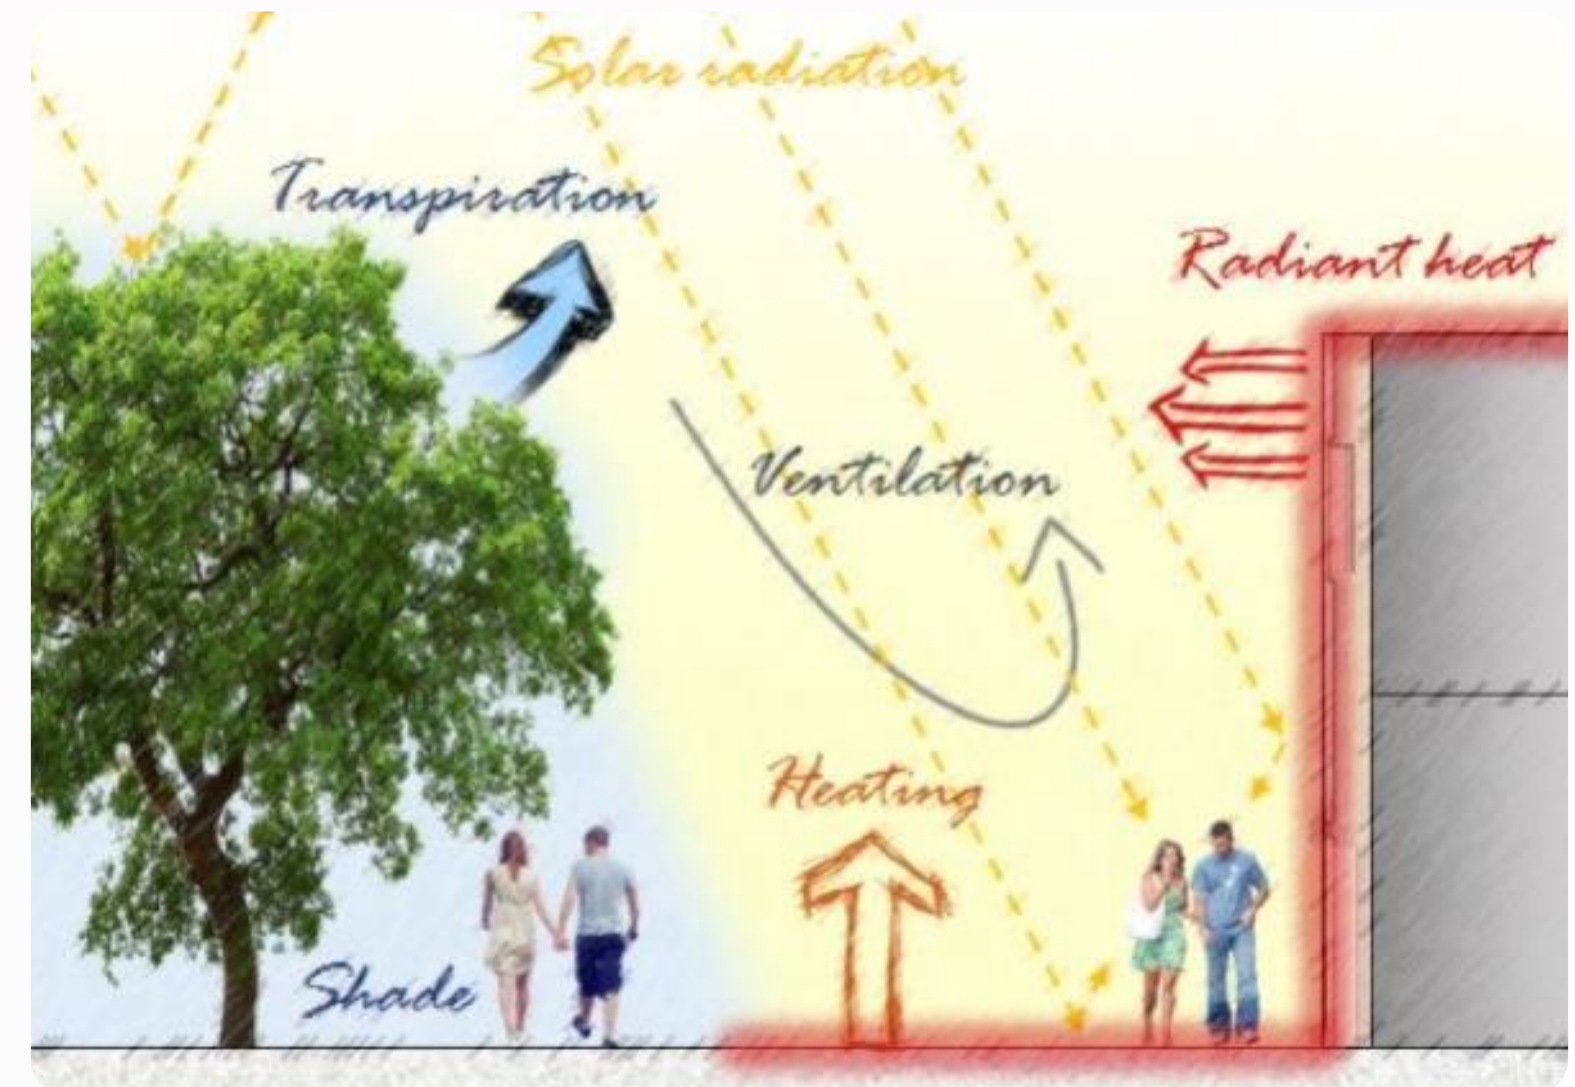 Solar radiation
Transpiration
Radiant heat
Ventilation
Heating
Shade